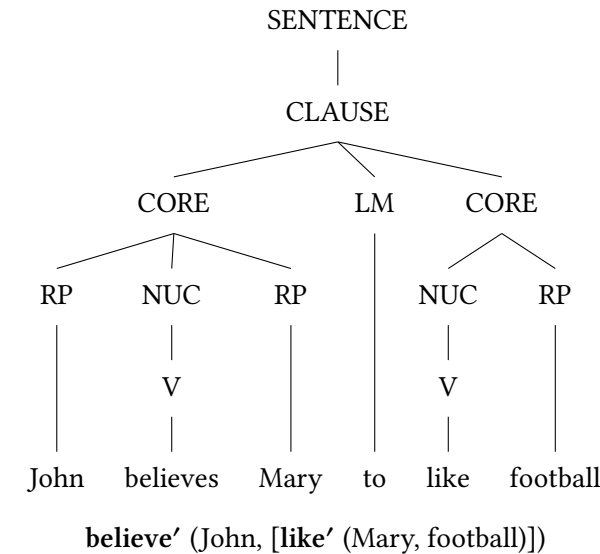 SENTENCE
CLAUSE
CORE LM CORE
RP NUC RP NUC RP
V V
John believes Mary to like football
believe′ (John, [like′ (Mary, football)])